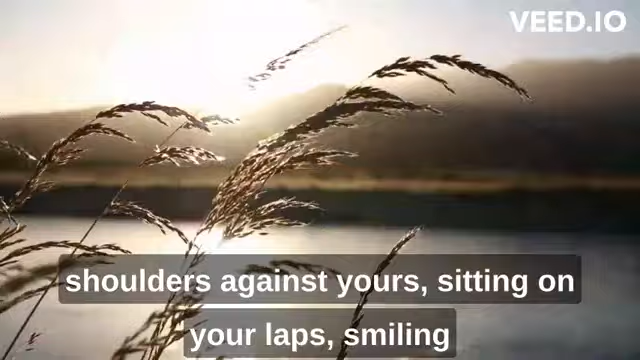 VEED.IO
shoulders against yours, sitting on
your laps, smiling